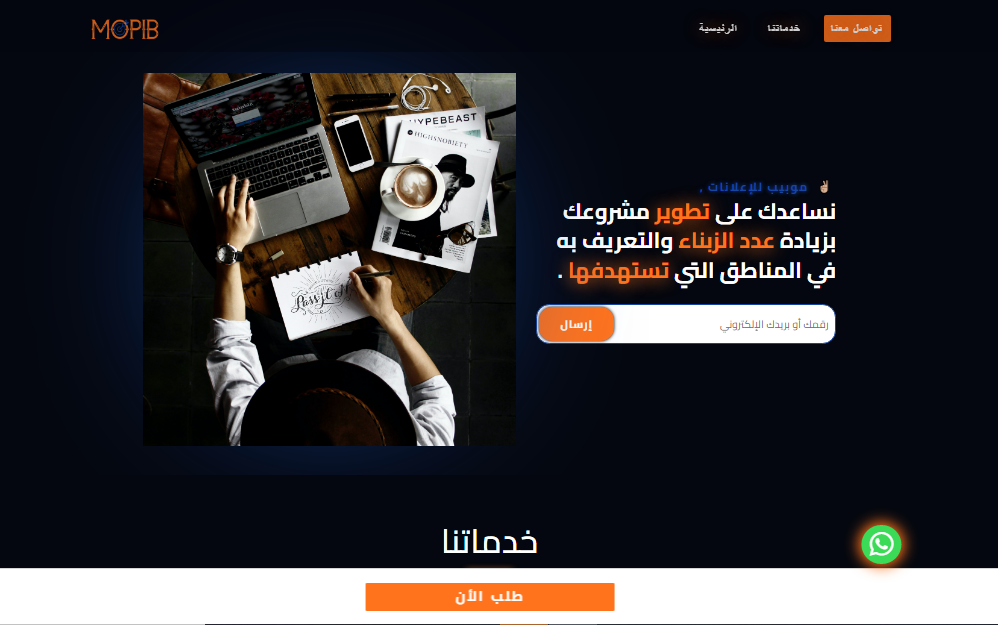 MOPIB
الرئيسية
خدماتنا
تواصل معنا
✌🏼 موبيب للإعلانات ,
نساعدك على تطوير مشروعك
بزيادة عدد الزبناء والتعريف به
في المناطق التي تستهدفها .
رقمك أو بريدك الإلكتروني
إرسال
HYPEBEAST
HIGHSNOBIETY
خدماتنا
طلب الأن